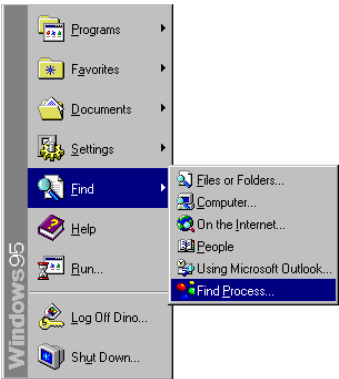 Programs
Favorites
Documents
Settings
Find
Help
Run...
Log Off Dino...
Shut Down...
Windows95
Files or Folders...
Computer...
On the Internet...
People
Using Microsoft Outlook...
Find Process...